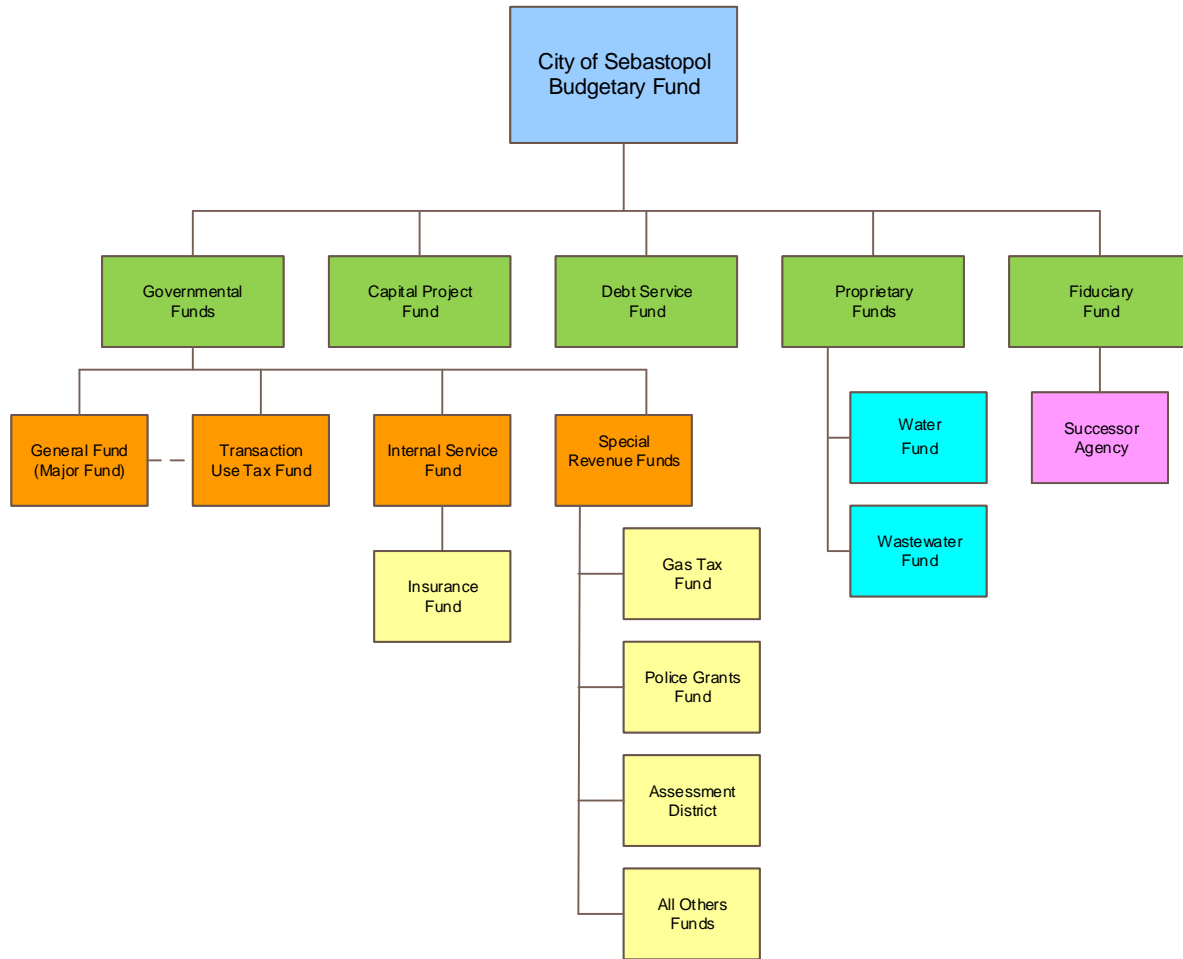 City of Sebastopol
Budgetary Fund
Governmental
Funds
Capital Project
Fund
Debt Service
Fund
Proprietary
Funds
Fiduciary
Fund
General Fund
(Major Fund)
Transaction
Use Tax Fund
Internal Service
Fund
Special
Revenue Funds
Water
Fund
Successor
Agency
Wastewater
Fund
Insurance
Fund
Gas Tax
Fund
Police Grants
Fund
Assessment
District
All Others
Funds